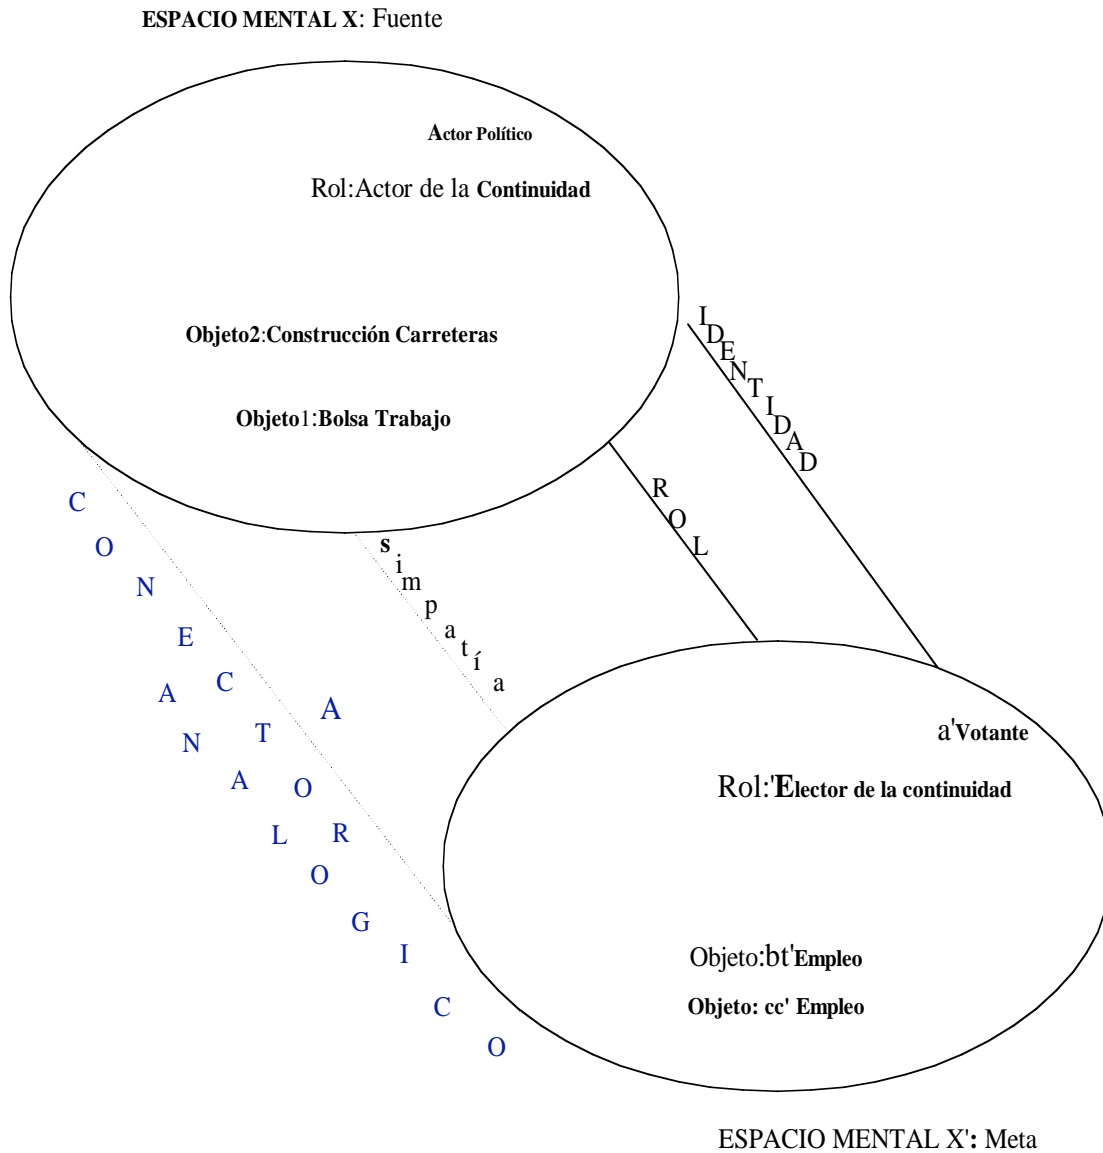 ESPACIO MENTAL X: Fuente
Actor Político
Rol:Actor de la Continuidad
Objeto2:Construcción Carreteras
Objeto1:Bolsa Trabajo
IDENTIDAD
ROL
simpatía
CONECTOR
ANALOGICO
A
a'Votante
Rol:'Elector de la continuidad
Objeto:bt'Empleo
Objeto: cc' Empleo
ESPACIO MENTAL X': Meta